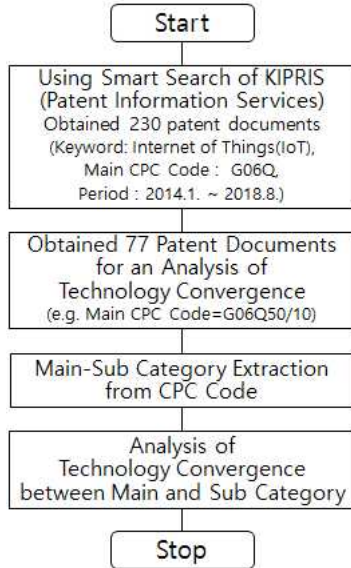 Start
Using Smart Search of KIPRIS
(Patent Information Services)
Obtained 230 patent documents
(Keyword: Internet of Things(IoT),
Main CPC Code : G06Q,
Period : 2014.1. ~ 2018.8.)
Obtained 77 Patent Documents
for an Analysis of
Technology Convergence
(e.g. Main CPC Code=G06Q50/10)
Main-Sub Category Extraction
from CPC Code
Analysis of
Technology Convergence
between Main and Sub Category
Stop